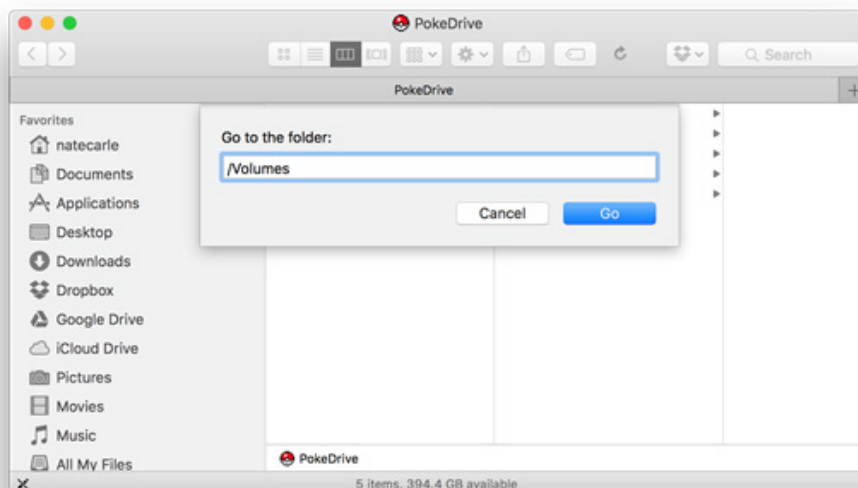 PokeDrive
Search
PokeDrive
Favorites
natecarle
Documents
Applications
Desktop
Downloads
Dropbox
Google Drive
iCloud Drive
Pictures
Movies
Music
All My Files
Go to the folder:
/Volumes
Cancel
Go
PokeDrive
5 items, 394.4 GB available